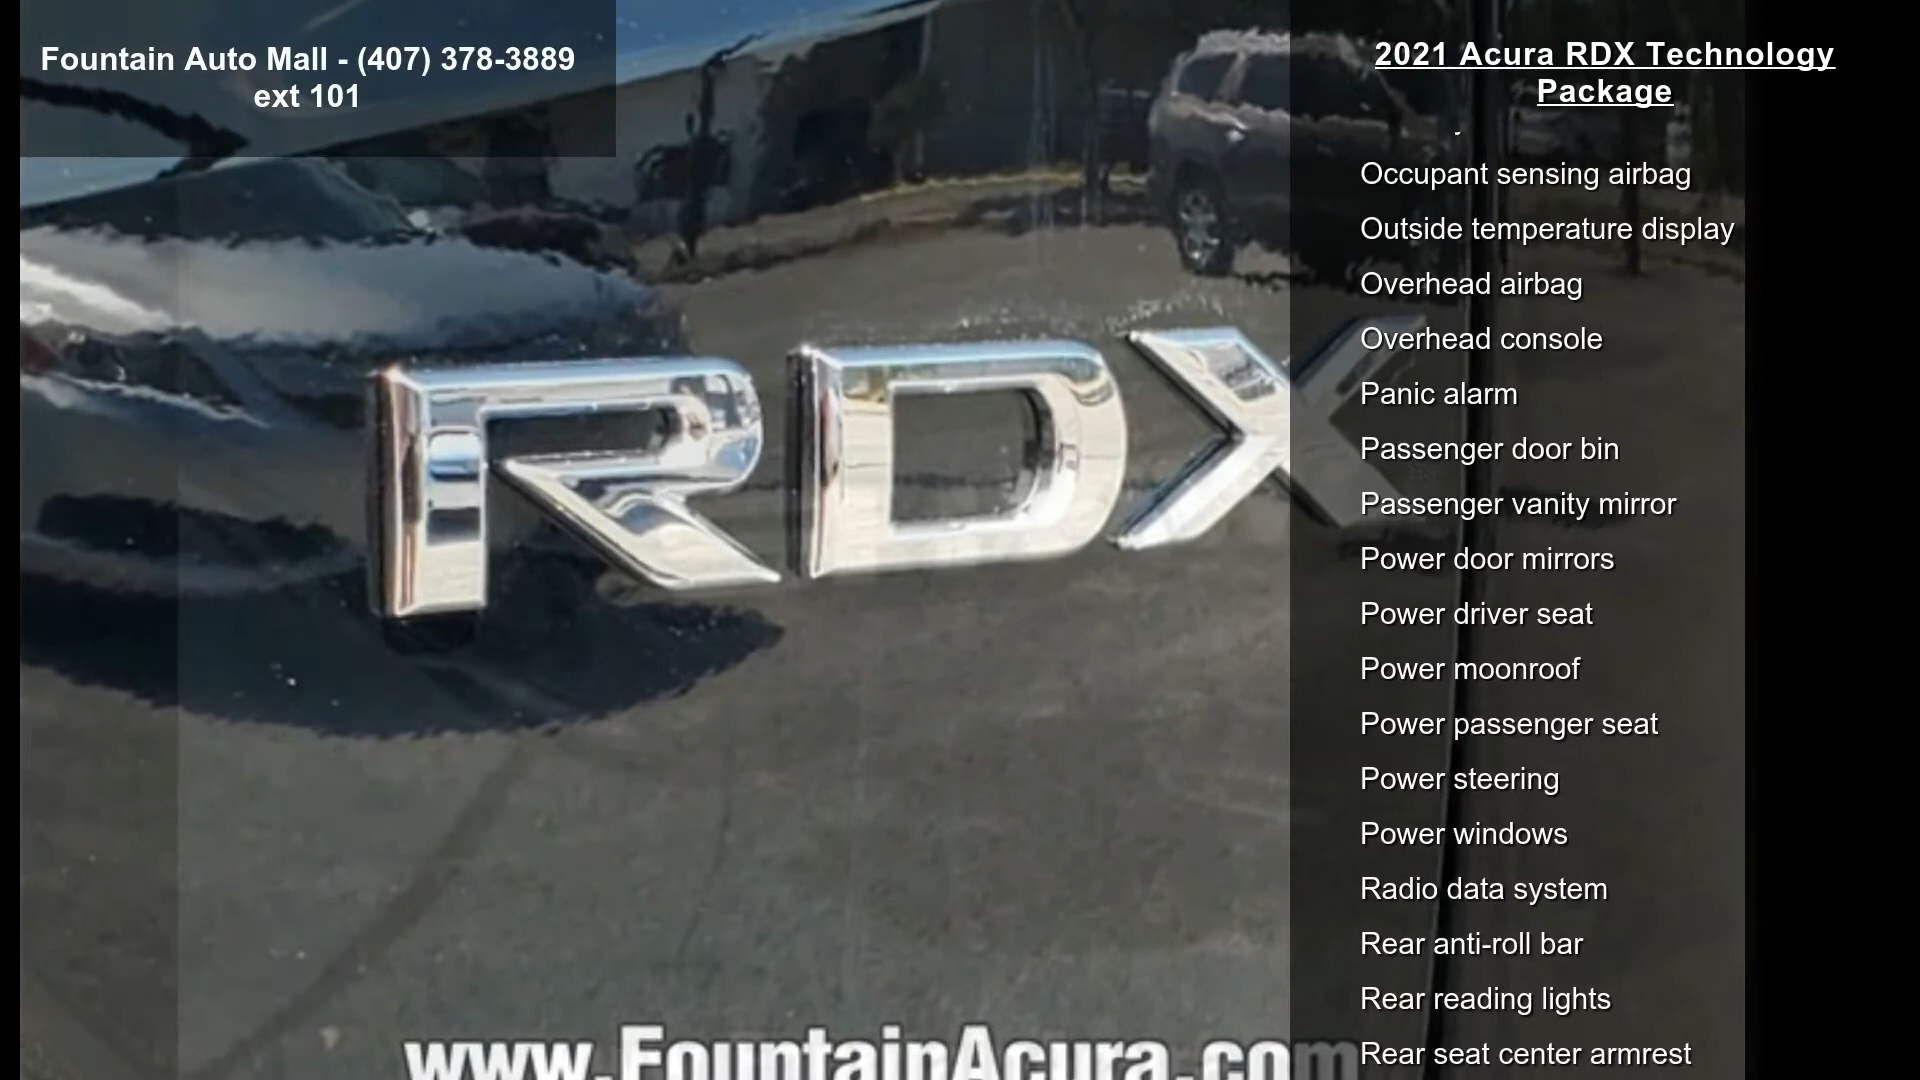 Fountain Auto Mall - (407) 378-3889
ext 101
2021 Acura RDX Technology
Package
Occupant sensing airbag
Outside temperature display
Overhead airbag
Overhead console
Panic alarm
Passenger door bin
Passenger vanity mirror
Power door mirrors
Power driver seat
Power moonroof
Power passenger seat
Power steering
Power windows
Radio data system
Rear anti-roll bar
Rear reading lights
Rear seat center armrest
RDX
www.FountainAcura.com